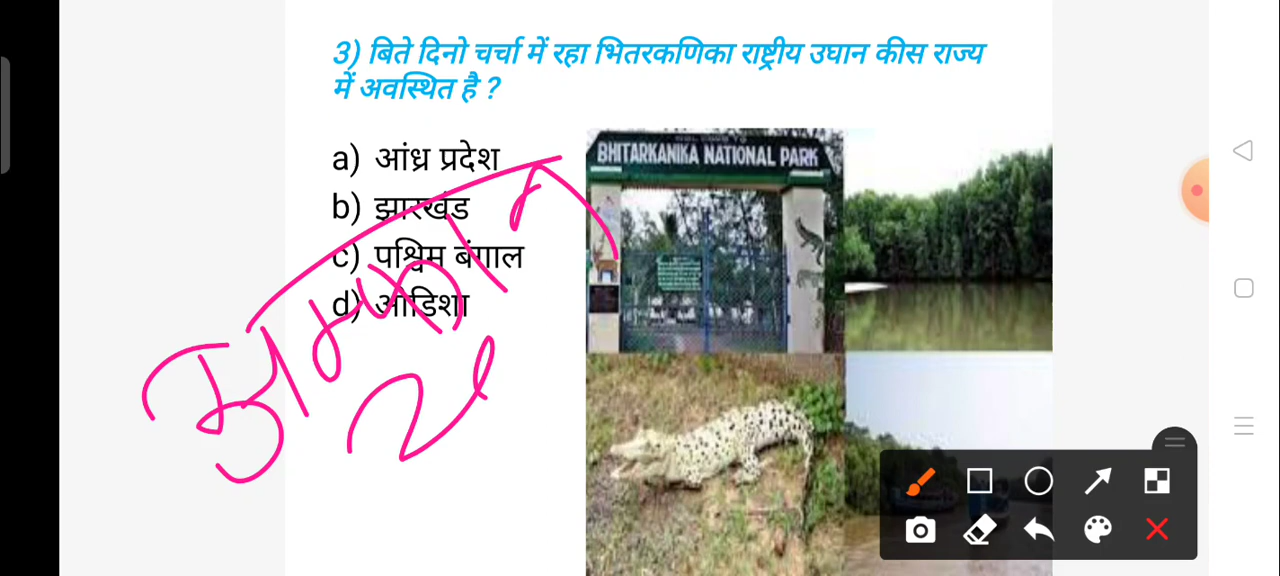 3) बिते दिनो चर्चा में रहा भितरकणिका राष्ट्रीय उघान कीस राज्य
में अवस्थित है ?
a) आंध्र प्रदेश
b) झारखंड
c) पश्चिम बंगाल
d) ओडिशा
BHITARKANIKA NATIONAL PARK